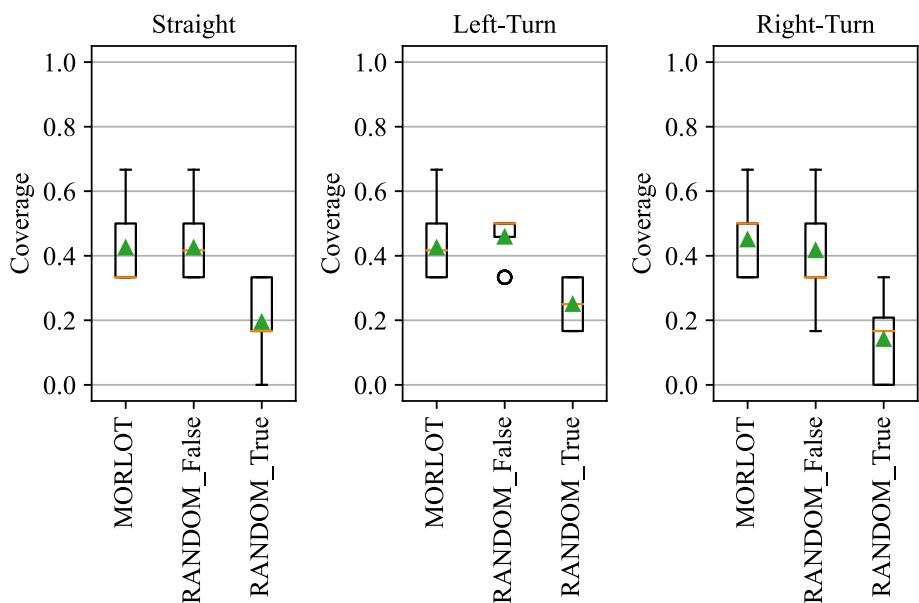 Straight
Left-Turn
Right-Turn
Coverage
1.0
0.8
0.6
0.4
0.2
0.0
MORLOT
RANDOM_False
RANDOM_True
Coverage
1.0
0.8
0.6
0.4
0.2
0.0
MORLOT
RANDOM_False
RANDOM_True
Coverage
1.0
0.8
0.6
0.4
0.2
0.0
MORLOT
RANDOM_False
RANDOM_True